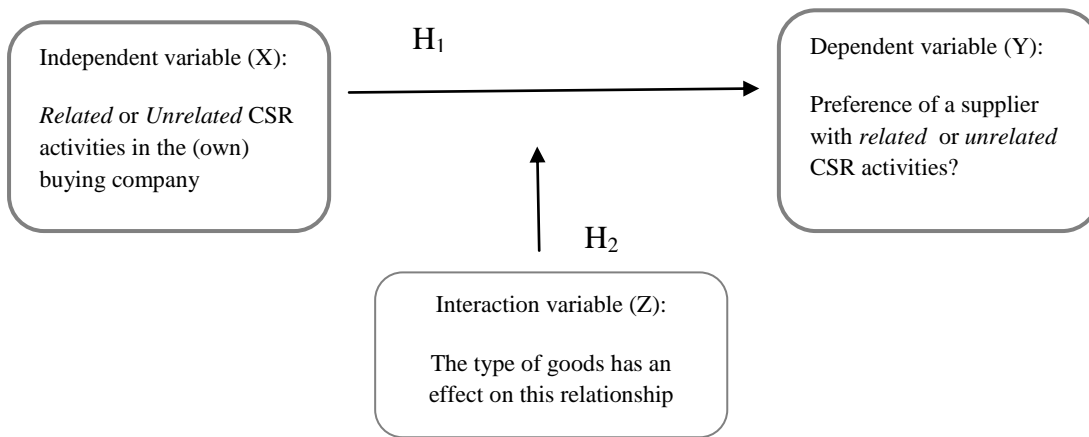 Independent variable (X):
Related or Unrelated CSR
activities in the (own)
buying company
H1
Dependent variable (Y):
Preference of a supplier
with related or unrelated
CSR activities?
H2
Interaction variable (Z):
The type of goods has an
effect on this relationship